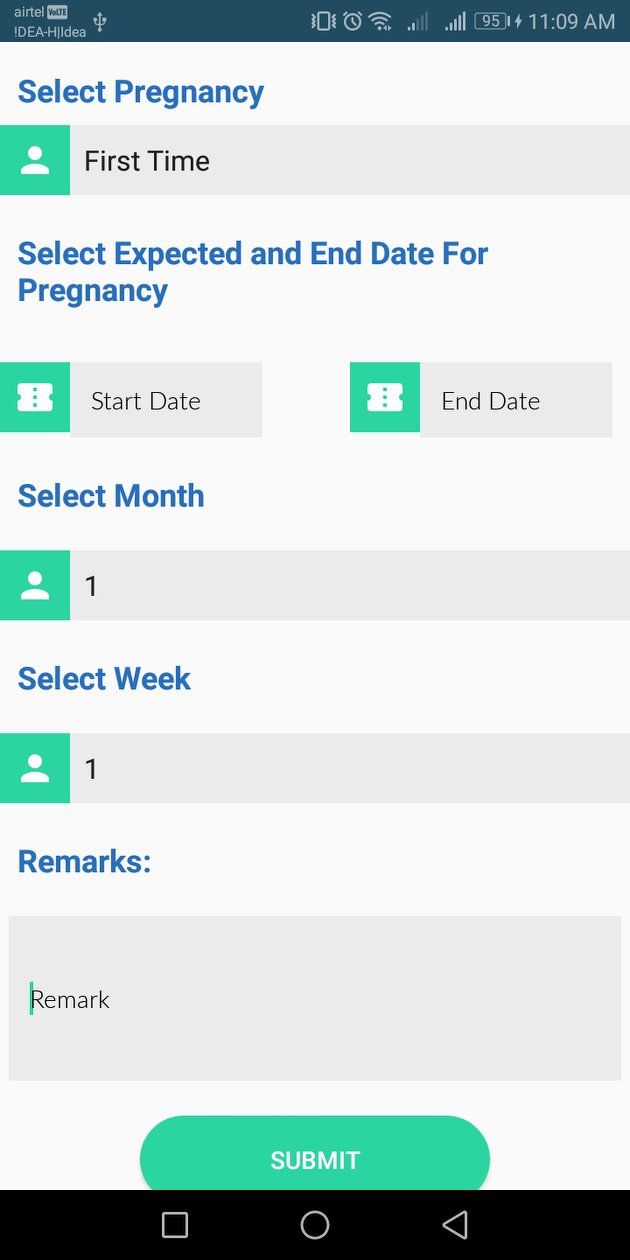 airtel VoLTE
!DEA-H|Idea
95 11:09 AM
Select Pregnancy
First Time
Select Expected and End Date For
Pregnancy
Start Date
End Date
Select Month
1
Select Week
1
Remarks:
Remark
SUBMIT